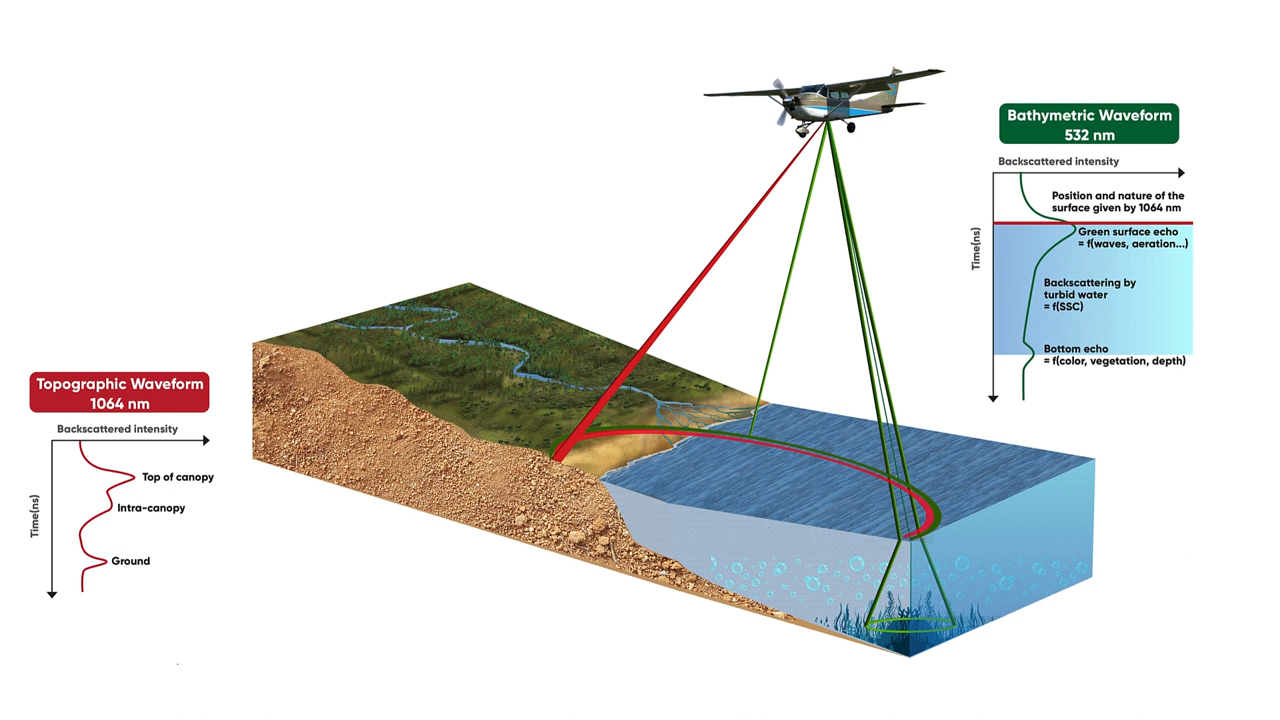 Bathymetric Waveform
532 nm
Backscattered intensity
Position and nature of the
surface given by 1064 nm
Green surface echo
= f(waves, aeration...)
Time(ns)
Backscattering by
turbid water
= f(SSC)
Bottom echo
= f(color, vegetation, depth)
Topographic Waveform
1064 nm
Backscattered intensity
Top of canopy
Intra-canopy
Time(ns)
Ground